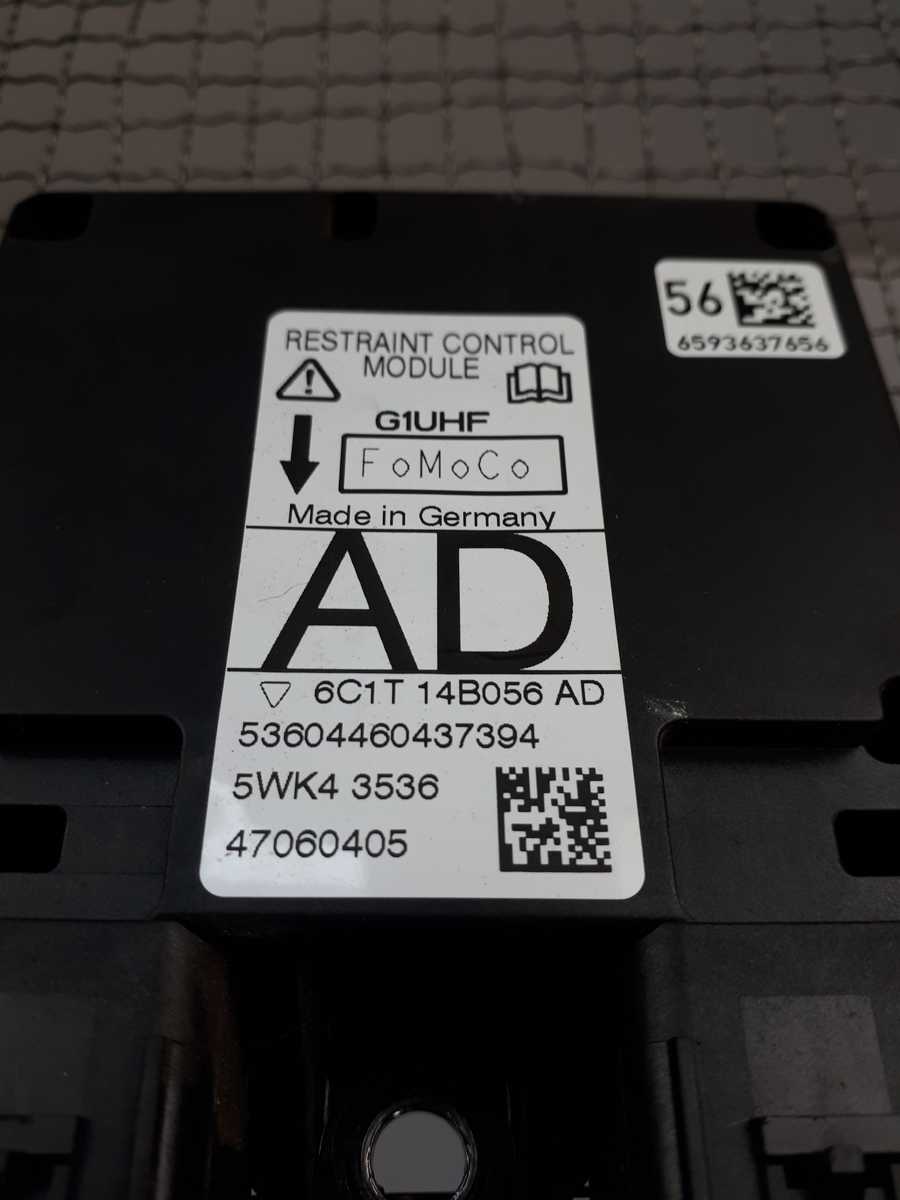 56
6593637656
RESTRAINT CONTROL
MODULE
G1UHF
FoMoCo
Made in Germany
AD
6C1T 14B056 AD
53604460437394
5WK4 3536
47060405